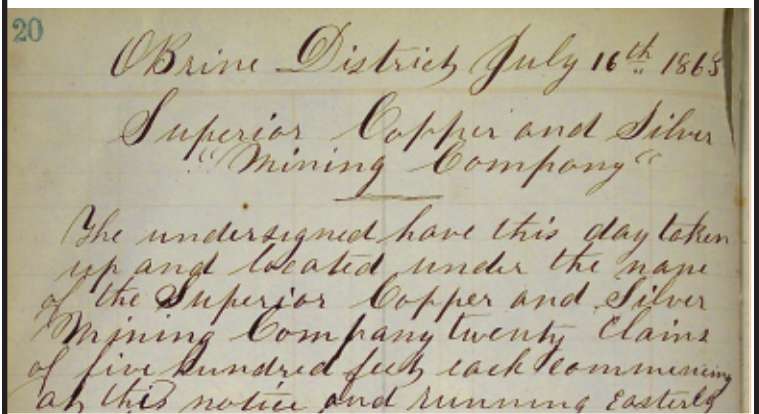 20
OBrine District July 16th 1863
Superior Copper and Silver
"Mining Company"
The undersigned have this day taken
up and located under the name
of the Superior Copper and Silver
Mining Company twenty Claims
of five hundred feet each commencing
at this notice and running easterly